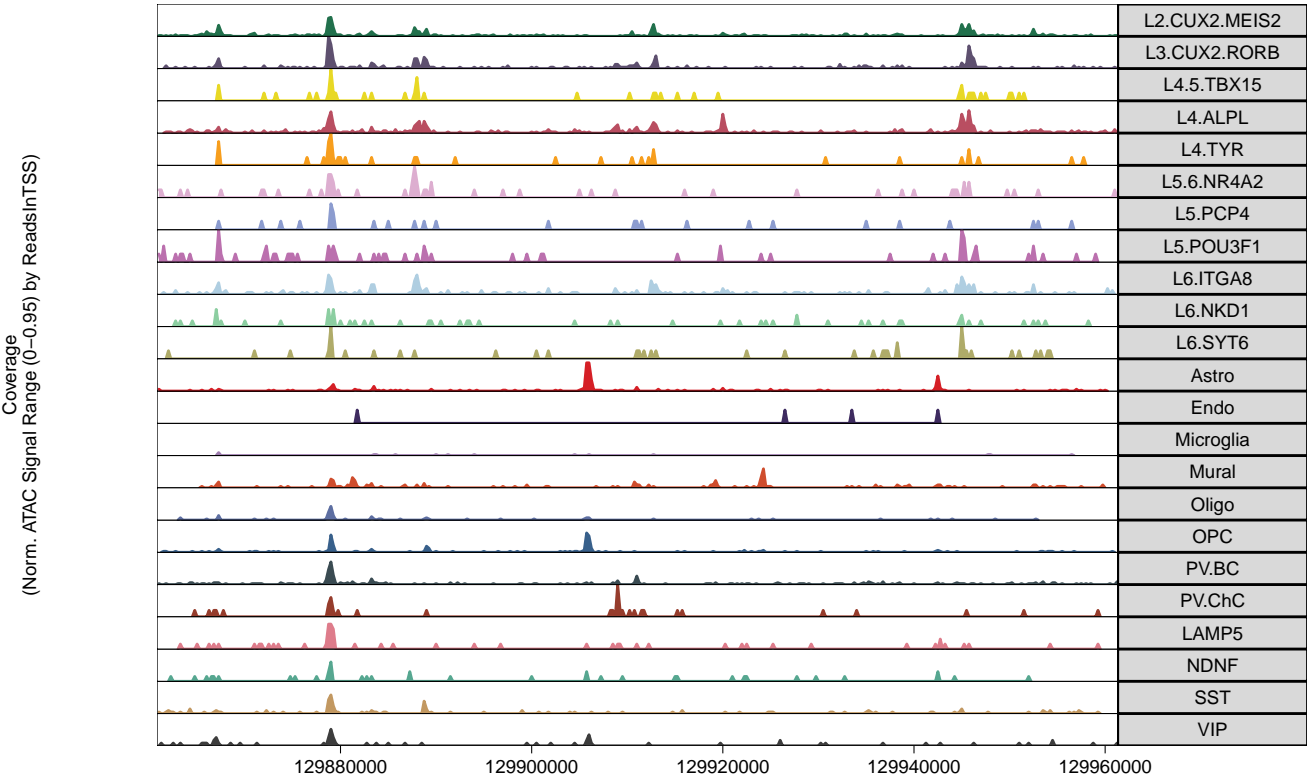 Coverage
(Norm. ATAC Signal Range (0−0.95) by ReadsInTSS)
L2.CUX2.MEIS2
L3.CUX2.RORB
L4.5.TBX15
L4.ALPL
L4.TYR
L5.6.NR4A2
L5.PCP4
L5.POU3F1
L6.ITGA8
L6.NKD1
L6.SYT6
Astro
Endo
Microglia
Mural
Oligo
OPC
PV.BC
PV.ChC
LAMP5
NDNF
SST
VIP
129880000 129900000 129920000 129940000 129960000